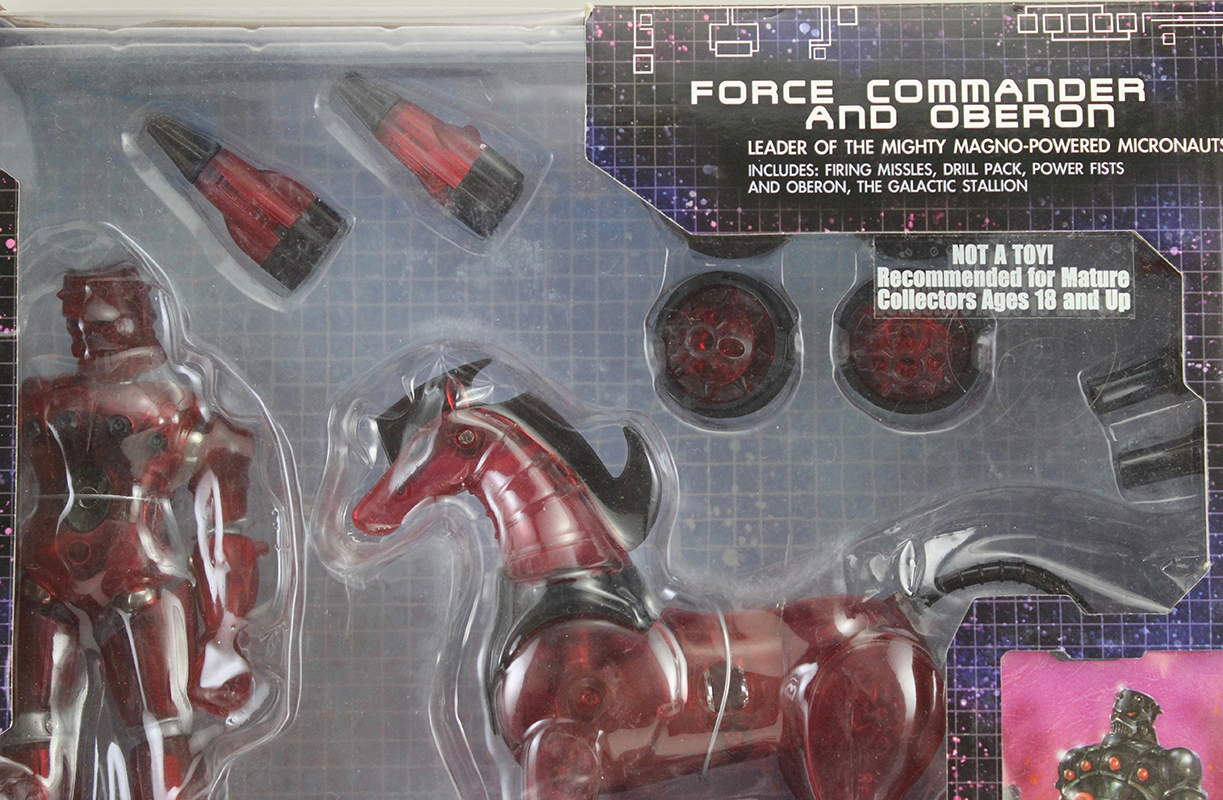 FORCE COMMANDER
AND OBERON
LEADER OF THE MIGHTY MAGNO-POWERED MICRONAUTS
INCLUDES: FIRING MISSLES, DRILL PACK, POWER FISTS
AND OBERON, THE GALACTIC STALLION
NOT A TOY!
Recommended for Mature
Collectors Ages 18 and Up